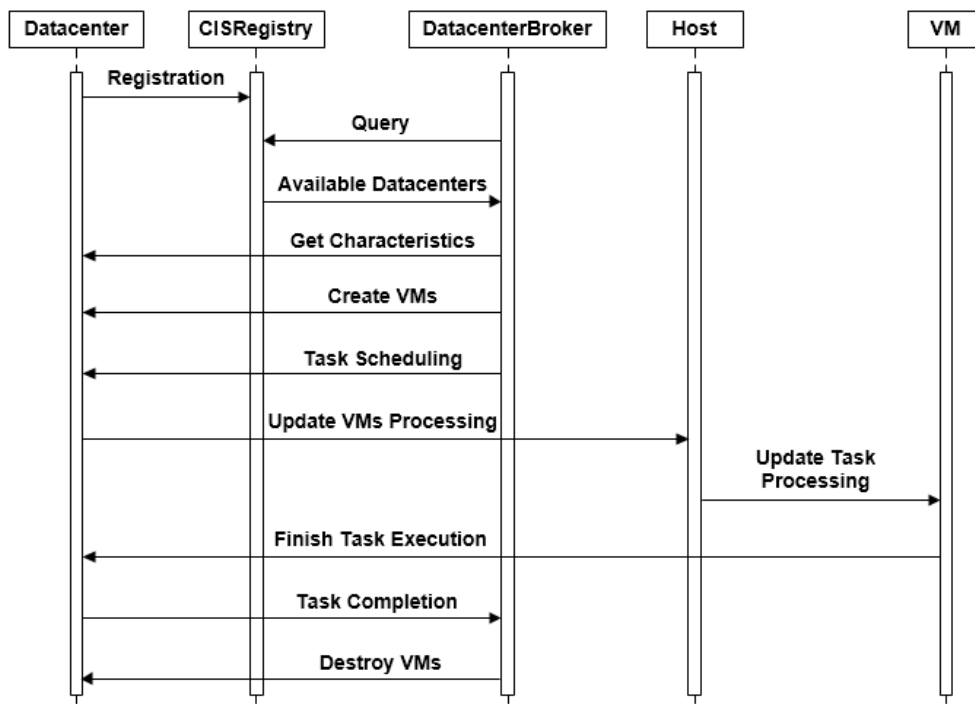 Datacenter
CISRegistry
DatacenterBroker
Host
VM
Registration
Query
Available Datacenters
Get Characteristics
Create VMs
Task Scheduling
Update VMs Processing
Update Task
Processing
Finish Task Execution
Task Completion
Destroy VMs